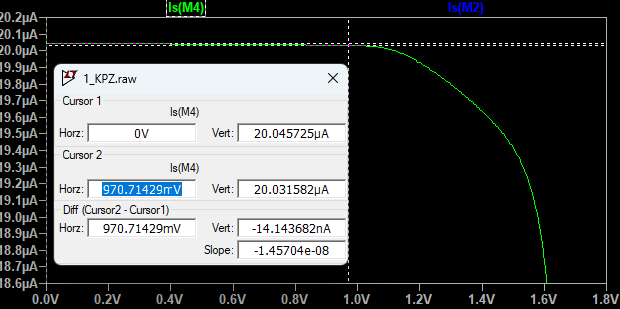 Is(M4) Is(M2)
20.2µA
20.1µA
20.0µA
19.9µA
19.8µA
19.7µA
19.6µA
19.5µA
19.4µA
19.3µA
19.2µA
19.1µA
19.0µA
18.9µA
18.8µA
18.7µA
18.6µA
1_KPZ.raw
Cursor 1
Is(M4)
Horz: 0V Vert: 20.045725µA
Cursor 2
Is(M4)
Horz: 970.71429mV Vert: 20.031582µA
Diff (Cursor2 - Cursor1)
Horz: 970.71429mV Vert: -14.143682nA
Slope: -1.45704e-08
0.0V 0.2V 0.4V 0.6V 0.8V 1.0V 1.2V 1.4V 1.6V 1.8V